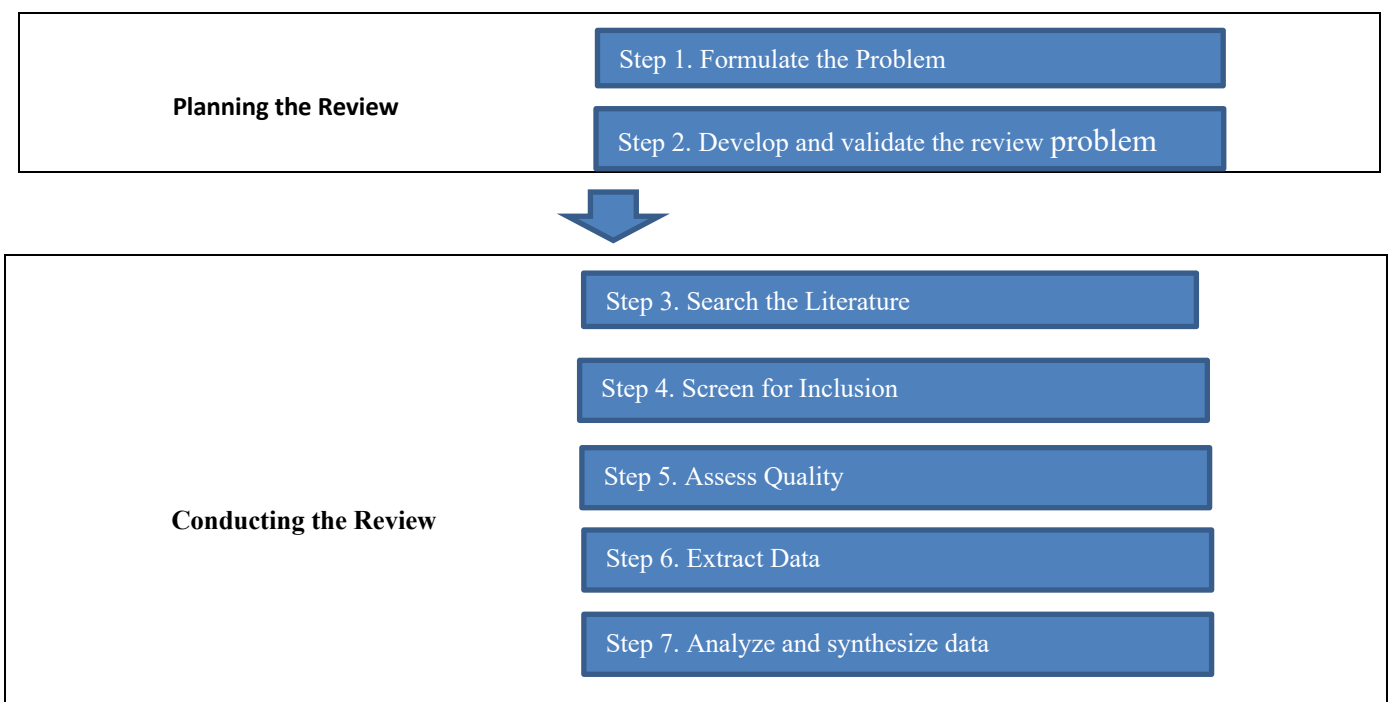 Planning the Review
Step 1. Formulate the Problem
Step 2. Develop and validate the review problem
Conducting the Review
Step 3. Search the Literature
Step 4. Screen for Inclusion
Step 5. Assess Quality
Step 6. Extract Data
Step 7. Analyze and synthesize data